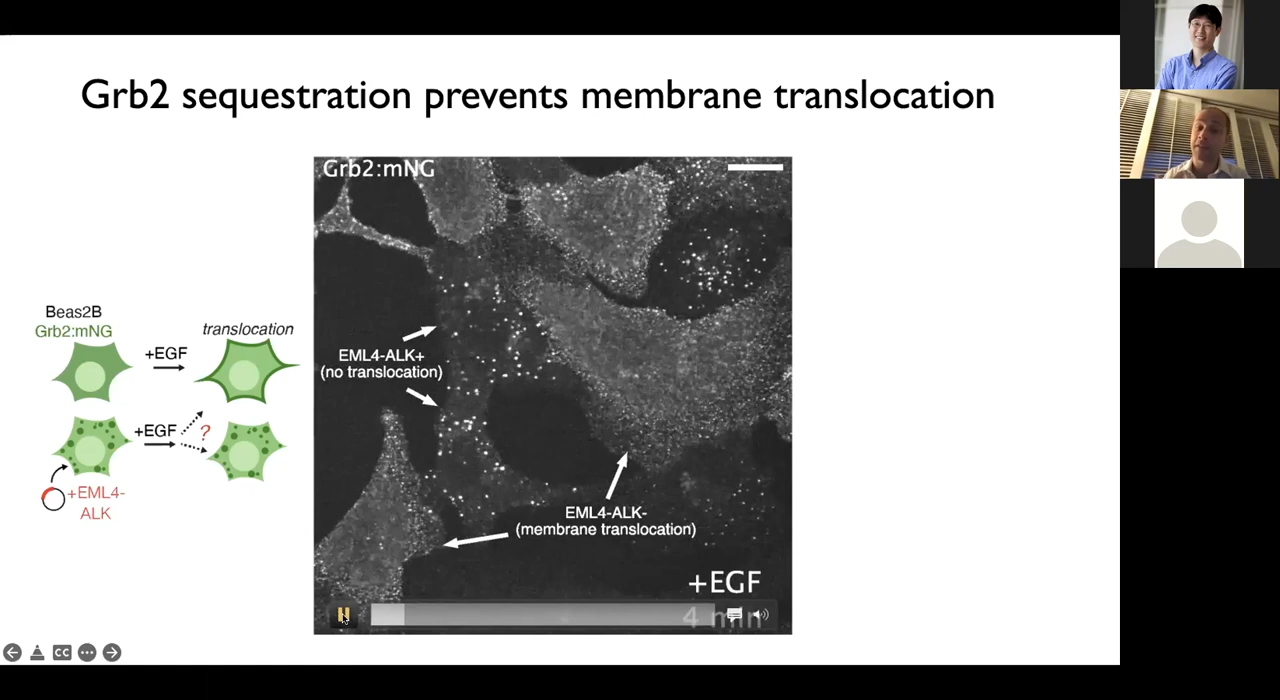 Grb2 sequestration prevents membrane translocation
Grb2:mNG
Beas2B
Grb2:mNG
+EGF
translocation
+EGF
?
+EML4-
ALK
EML4-ALK+
(no translocation)
EML4-ALK-
(membrane translocation)
+EGF
4 min
CC